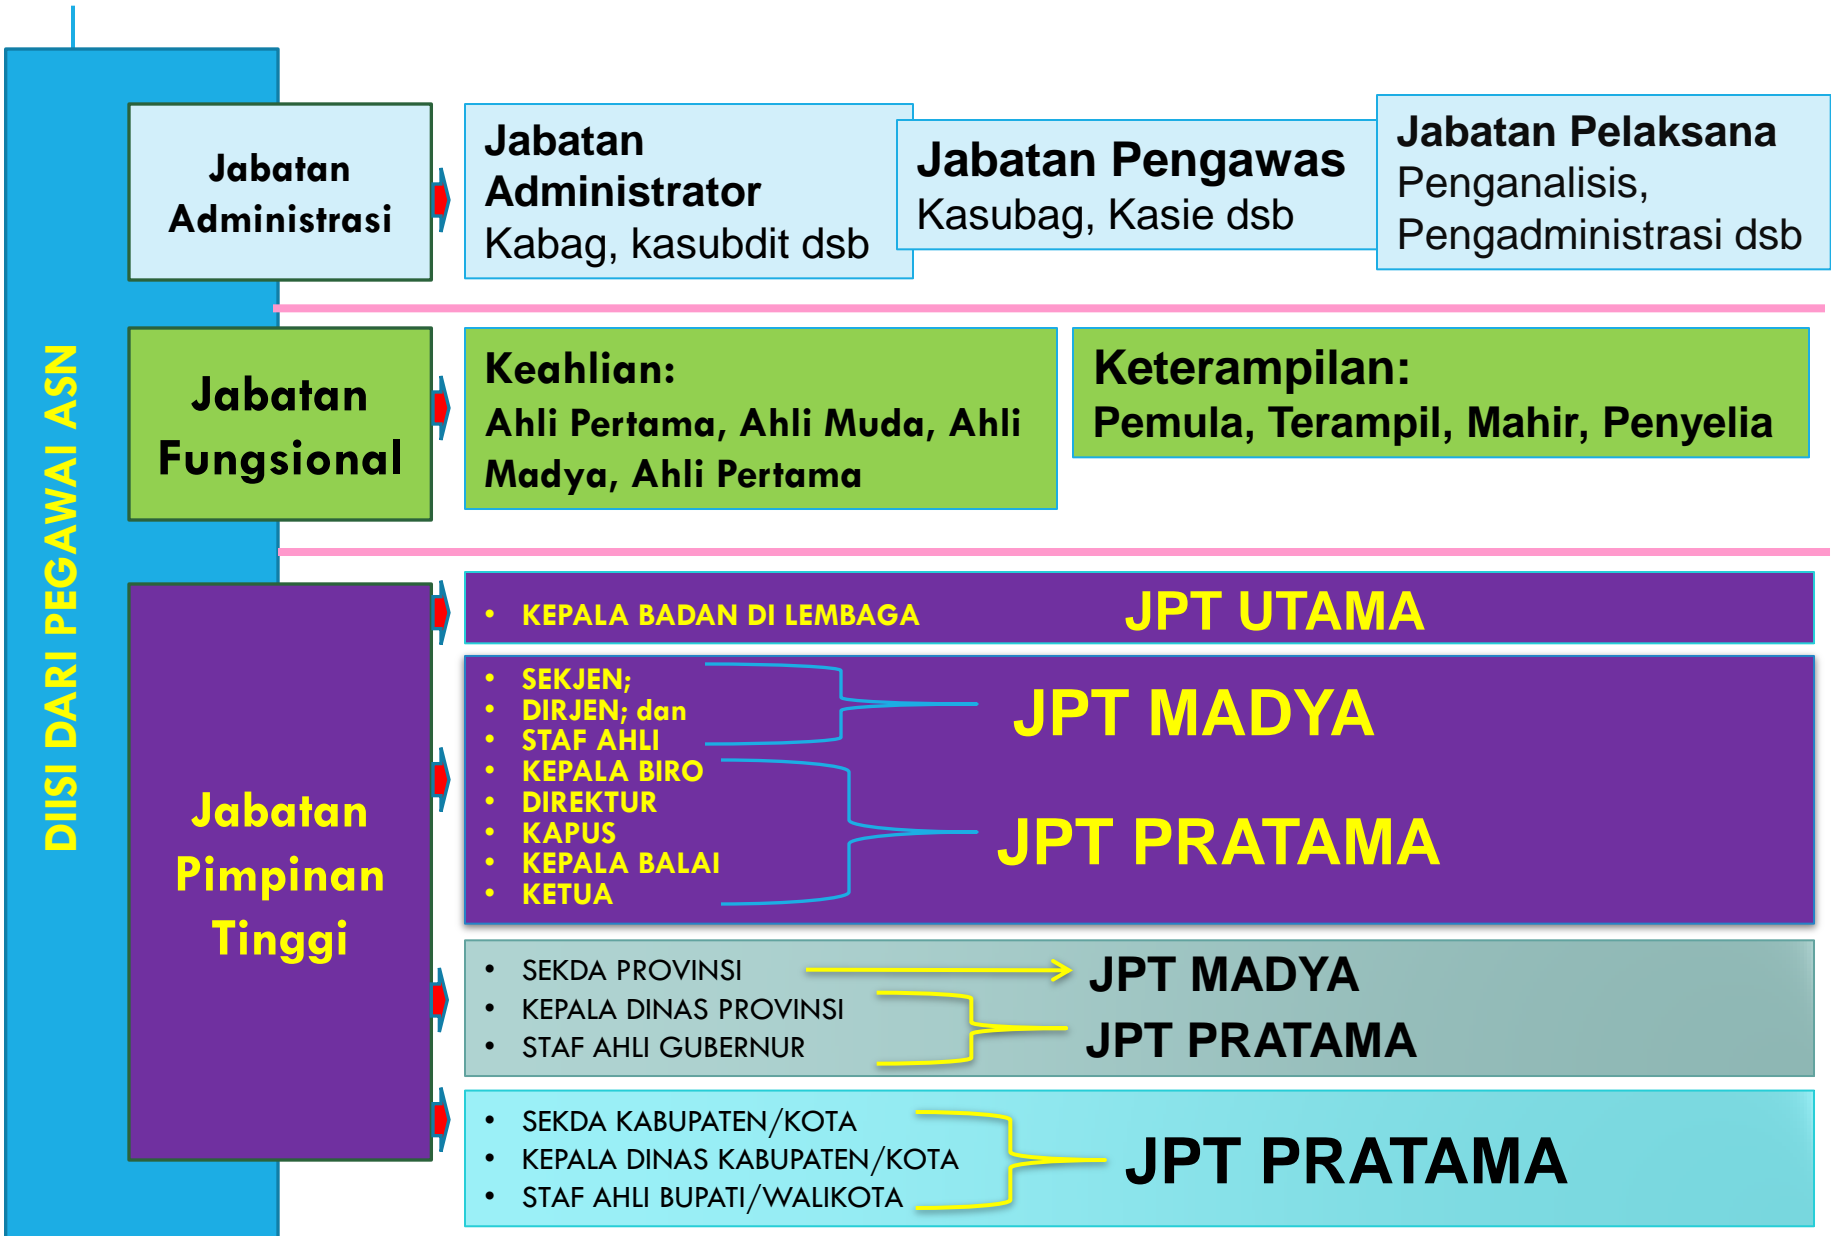 DIISI DARI PEGAWAI ASN
Jabatan
Administrasi
Jabatan
Administrator
Kabag, kasubdit dsb
Jabatan Pengawas
Kasubag, Kasie dsb
Jabatan Pelaksana
Penganalisis,
Pengadministrasi dsb
Jabatan
Fungsional
Keahlian:
Ahli Pertama, Ahli Muda, Ahli
Madya, Ahli Pertama
Keterampilan:
Pemula, Terampil, Mahir, Penyelia
Jabatan
Pimpinan
Tinggi
• KEPALA BADAN DI LEMBAGA
JPT UTAMA
• SEKJEN;
• DIRJEN; dan
• STAF AHLI
JPT MADYA
• KEPALA BIRO
• DIREKTUR
• KAPUS
• KEPALA BALAI
• KETUA
JPT PRATAMA
• SEKDA PROVINSI
JPT MADYA
• KEPALA DINAS PROVINSI
• STAF AHLI GUBERNUR
JPT PRATAMA
• SEKDA KABUPATEN/KOTA
• KEPALA DINAS KABUPATEN/KOTA
• STAF AHLI BUPATI/WALIKOTA
JPT PRATAMA